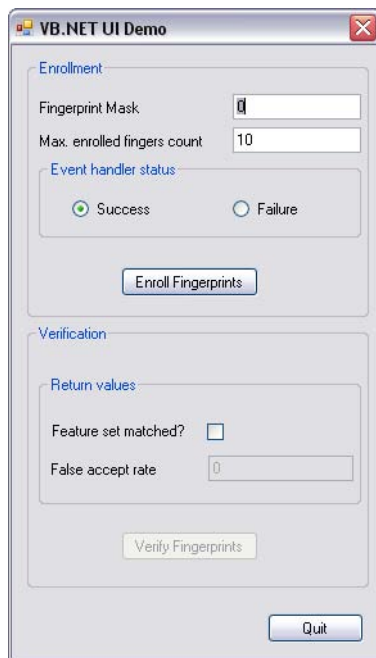 VB.NET UI Demo
Enrollment
Fingerprint Mask 0
Max. enrolled fingers count 10
Event handler status
Success Failure
Enroll Fingerprints
Verification
Return values
Feature set matched?
False accept rate 0
Verify Fingerprints
Quit